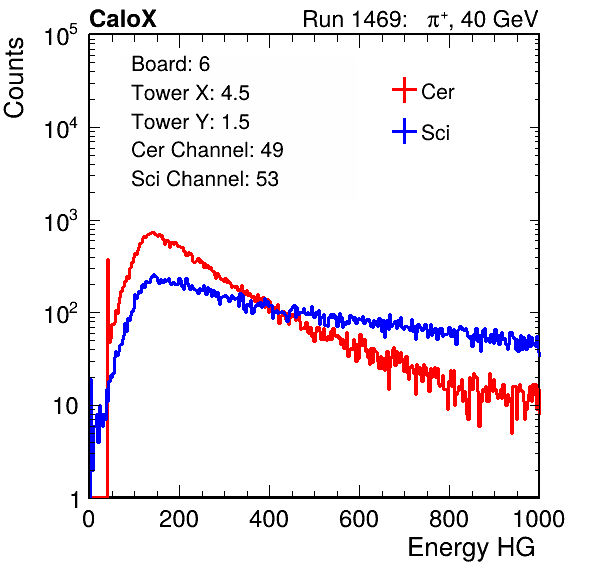 CaloX Run 1469: π⁺, 40 GeV
Board: 6
Tower X: 4.5
Tower Y: 1.5
Cer Channel: 49
Sci Channel: 53
Cer
Sci
Counts
10⁵
10⁴
10³
10²
10
1
0 200 400 600 800 1000
Energy HG